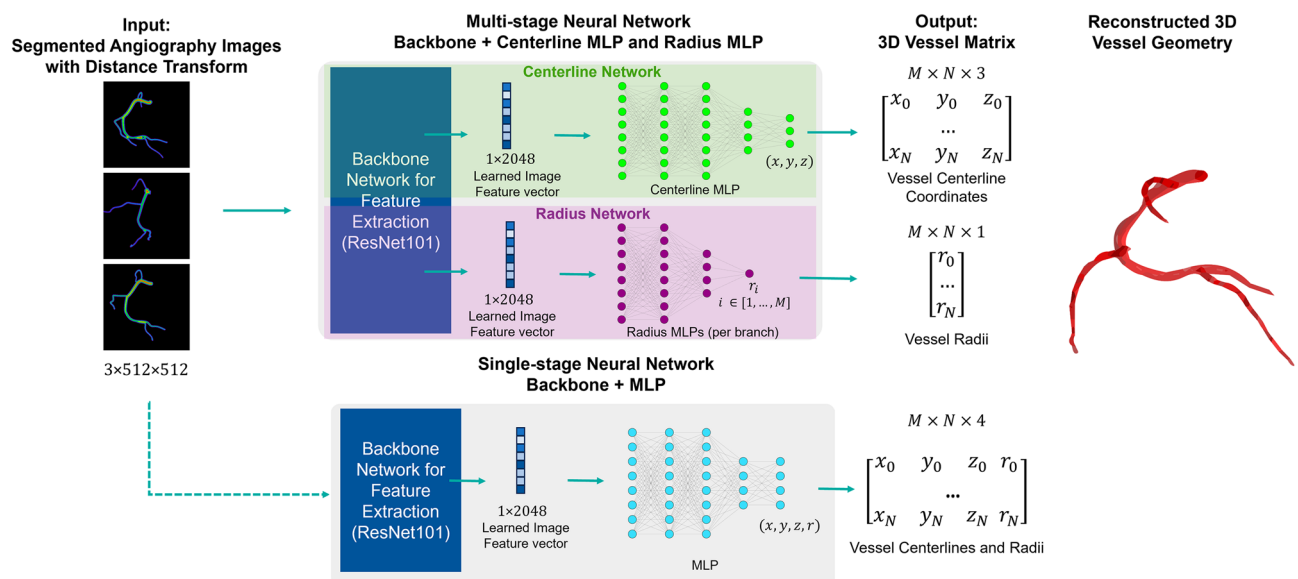 Input:
Segmented Angiography Images
with Distance Transform
3×512×512
Multi-stage Neural Network
Backbone + Centerline MLP and Radius MLP
Backbone
Network for
Feature
Extraction
(ResNet101)
Centerline Network
1×2048
Learned Image
Feature vector
Centerline MLP
(x, y, z)
Radius Network
1×2048
Learned Image
Feature vector
Radius MLPs (per branch)
r_i
i ∈ [1, …, M]
Output:
3D Vessel Matrix
M × N × 3
x_0 y_0 z_0
...
x_N y_N z_N
Vessel Centerline
Coordinates
M × N × 1
r_0
...
r_N
Vessel Radii
Reconstructed 3D
Vessel Geometry
Single-stage Neural Network
Backbone + MLP
Backbone
Network for
Feature
Extraction
(ResNet101)
1×2048
Learned Image
Feature vector
MLP
(x, y, z, r)
M × N × 4
x_0 y_0 z_0 r_0
...
x_N y_N z_N r_N
Vessel Centerlines and Radii